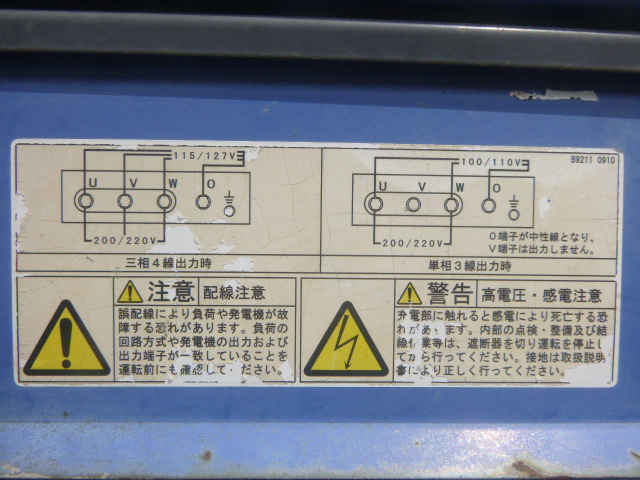 115/127V
U V W O
200/220V
三相4線出力時
100/110V
B9211 0910
U V W O
200/220V
O端子が中性線となり、
V端子は出力しません。
単相3線出力時
注意 配線注意
誤配線により負荷や発電機が故
障する恐れがあります。負荷の
回路方式や発電機の出力および
出力端子が一致していることを
運転前にも確認してください。
警告 高電圧・感電注意
弁電部に触れると感電により死亡する恐
れがあります。内部の点検・整備及び結
線作業等は、遮断器を切り運転を停止し
てから行ってください。接地は取扱説明
書により正しく行ってください。